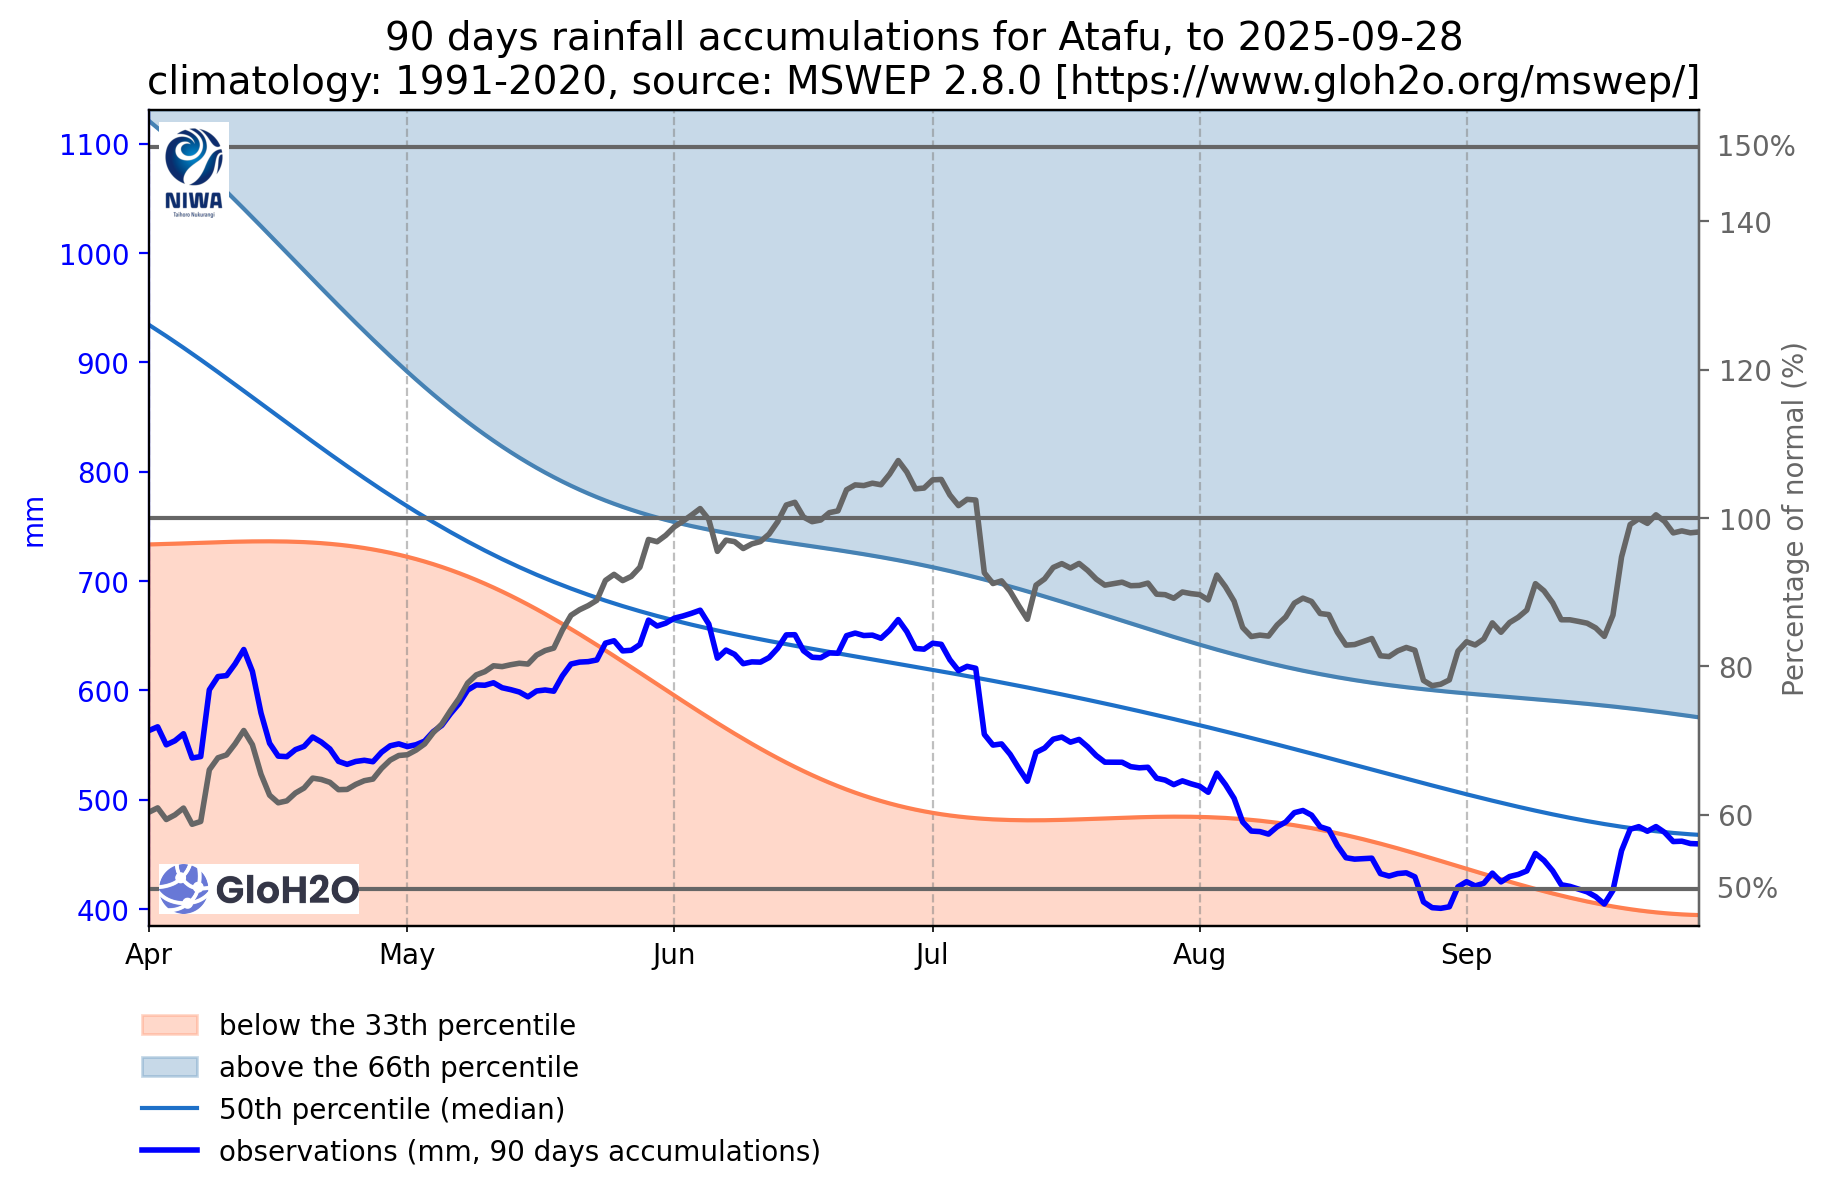 90 days rainfall accumulations for Atafu, to 2025-09-28
climatology: 1991-2020, source: MSWEP 2.8.0 [https://www.gloh2o.org/mswep/]
1100
1000
900
800
700
600
500
400
mm
NIWA
Taihoro Nukurangi
GloH2O
150%
140
120
100
80
60
50%
Percentage of normal (%)
Apr May Jun Jul Aug Sep
below the 33th percentile
above the 66th percentile
50th percentile (median)
observations (mm, 90 days accumulations)